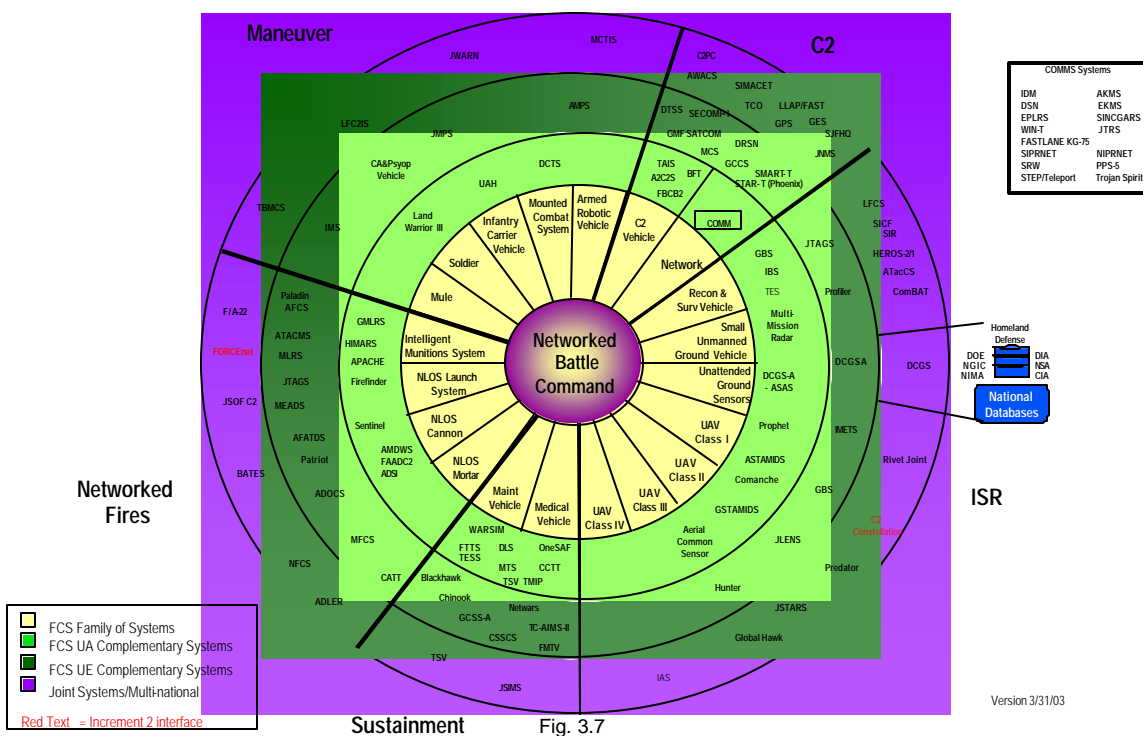 Maneuver
C2
MCTIS
JWARN
C2PC
AWACS
SIMACET
AMPS
DTSS
SECOMP-I
TCO
LLAP/FAST
GPS
GES
SJFHQ
LFC2IS
JMPS
GMF SATCOM
DRSN
MCS
GCCS
JNMS
CA&Psyop
Vehicle
DCTS
TAIS
A2C2S
BFT
SMART-T
STAR-T (Phoenix)
FBCB2
UAH
TBMCS
IMS
Land
Warrior III
COMM
LFCS
SICF
SIR
HEROS-2/1
ATacCS
ComBAT
JTAGS
GBS
IBS
TES
Profiler
Multi-
Mission
Radar
Soldier
Infantry
Carrier
Vehicle
Mounted
Combat
System
Armed
Robotic
Vehicle
C2
Vehicle
Network
Mule
Recon &
Surv Vehicle
Intelligent
Munitions System
Small
Unmanned
Ground Vehicle
Networked
Battle
Command
NLOS Launch
System
Unattended
Ground
Sensors
NLOS
Cannon
UAV
Class I
NLOS
Mortar
UAV
Class II
Maint
Vehicle
Medical
Vehicle
UAV
Class IV
UAV
Class III
F/A-22
FORCEnet
Paladin
AFCS
ATACMS
MLRS
JTAGS
MEADS
GMLRS
HIMARS
APACHE
Firefinder
JSOF C2
Sentinel
AFATDS
Patriot
AMDWS
FAADC2
ADSI
BATES
ADOCS
Networked
Fires
DCGSA
DCGS
DCGS-A
- ASAS
Prophet
IMETS
ASTAMIDS
Comanche
Rivet Joint
ISR
GSTAMIDS
GBS
C2
Constellation
Aerial
Common
Sensor
JLENS
Predator
Hunter
JSTARS
Global Hawk
IAS
NFCS
MFCS
ADLER
CATT
WARSIM
FTTS
TESS
DLS
OneSAF
MTS
CCTT
TSV TMIP
Blackhawk
Chinook
Netwars
GCSS-A
TC-AIMS-II
CSSCS
FMTV
TSV
JSIMS
Sustainment
Fig. 3.7
COMMS Systems
IDM AKMS
DSN EKMS
EPLRS SINCGARS
WIN-T JTRS
FASTLANE KG-75
SIPRNET NIPRNET
SRW PPS-5
STEP/Teleport Trojan Spirit
Homeland
Defense
DOE DIA
NGIC NSA
NIMA CIA
National
Databases
FCS Family of Systems
FCS UA Complementary Systems
FCS UE Complementary Systems
Joint Systems/Multi-national
Red Text = Increment 2 interface
Version 3/31/03